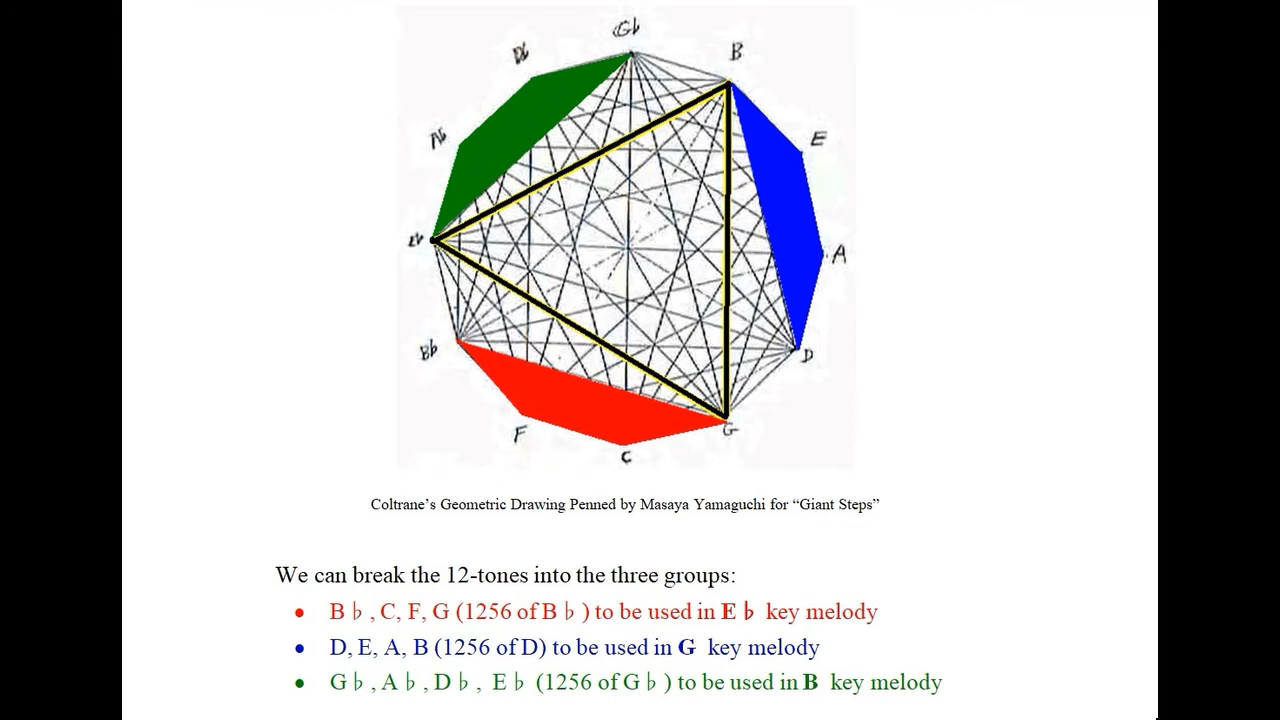 G♭
D♭ B
A♭ E
E♭ A
B♭ D
F G
C
Coltrane’s Geometric Drawing Penned by Masaya Yamaguchi for “Giant Steps”
We can break the 12-tones into the three groups:
• B♭, C, F, G (1256 of B♭) to be used in E♭ key melody
• D, E, A, B (1256 of D) to be used in G key melody
• G♭, A♭, D♭, E♭ (1256 of G♭) to be used in B key melody